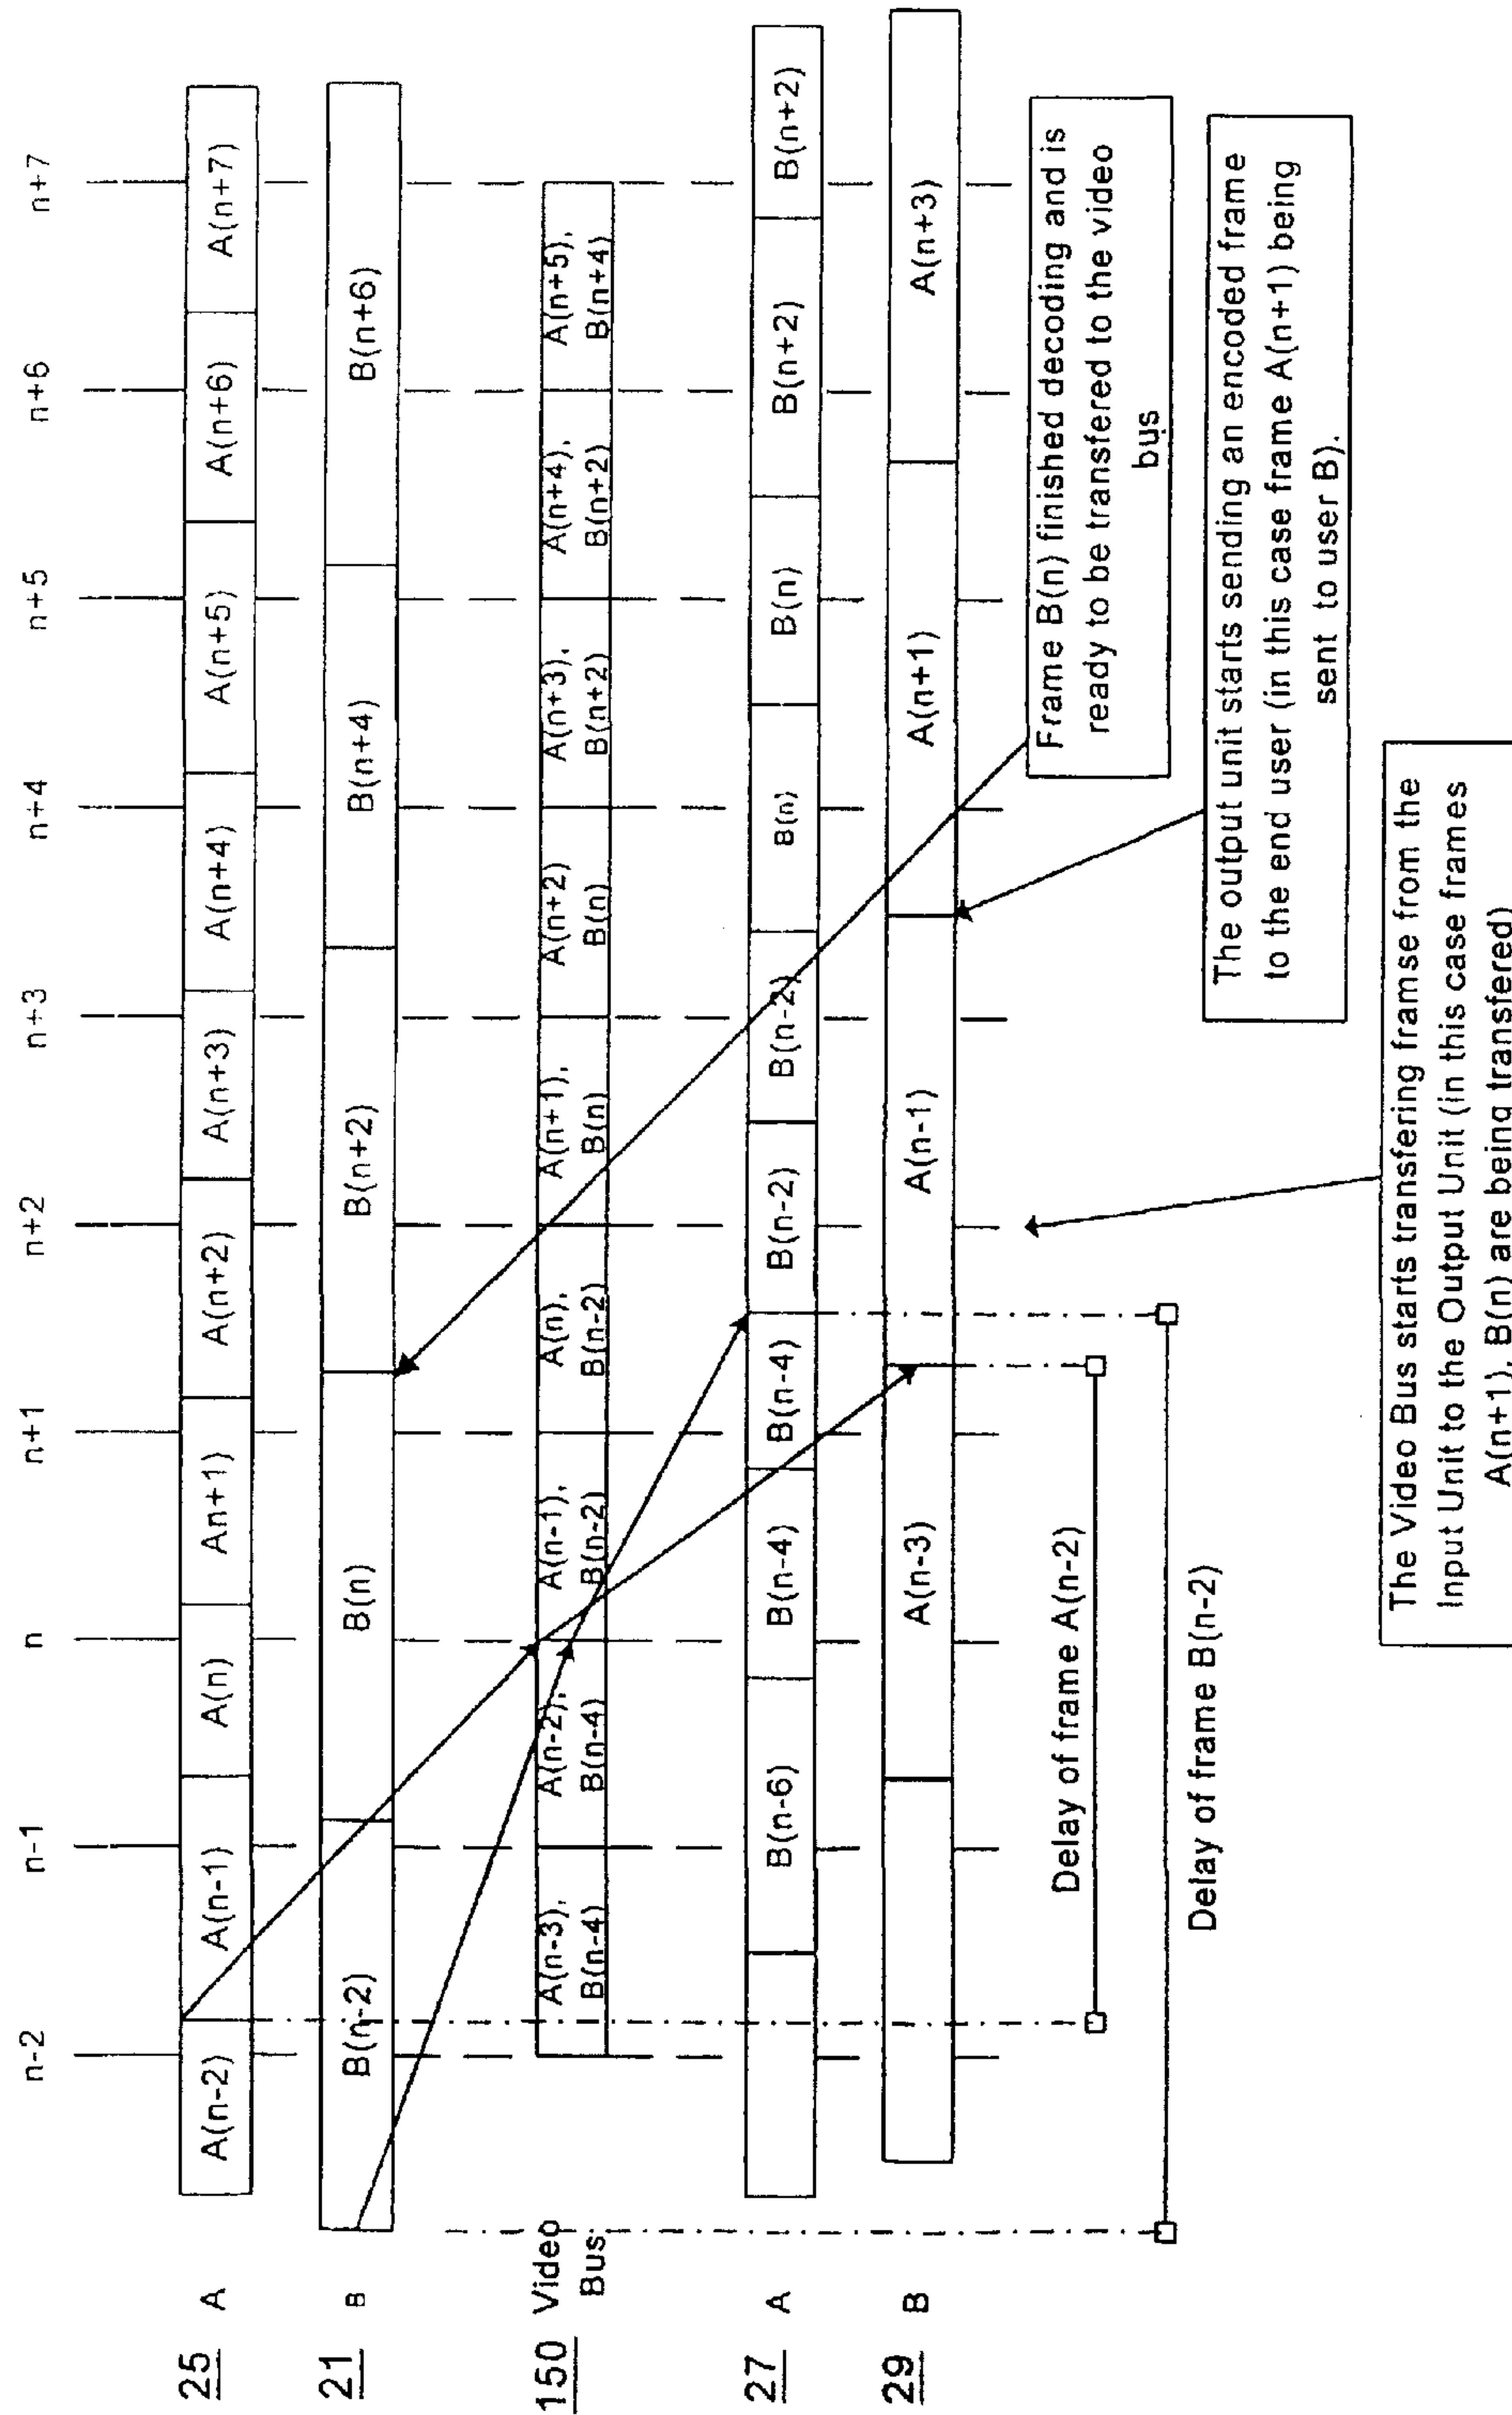 n-2 n-1 n n+1 n+2 n+3 n+4 n+5 n+6 n+7
25 A A(n-2) A(n-1) A(n) An+1) A(n+2) A(n+3) A(n+4) A(n+5) A(n+6) A(n+7)
21 B B(n-2) B(n) B(n+2) B(n+4) B(n+6)
150 Video A(n-3), A(n-2), A(n-1), A(n), A(n+1), A(n+2) A(n+3), A(n+4), A(n+5),
Bus B(n-4) B(n-4) B(n-2) B(n-2) B(n) B(n) B(n+2) B(n+2) B(n+4)
27 A B(n-6) B(n-4) B(n-4) B(n-2) B(n-2) B(n) B(n) B(n+2) B(n+2)
29 B A(n-3) A(n-1) A(n+1) A(n+3)
Delay of frame A(n-2)
Delay of frame B(n-2)
Frame B(n) finished decoding and is
ready to be transfered to the video
bus
The output unit starts sending an encoded frame
to the end user (in this case frame A(n+1) being
sent to user B).
The Video Bus starts transfering framse from the
Input Unit to the Output Unit (in this case frames
A(n+1), B(n) are being transfered)